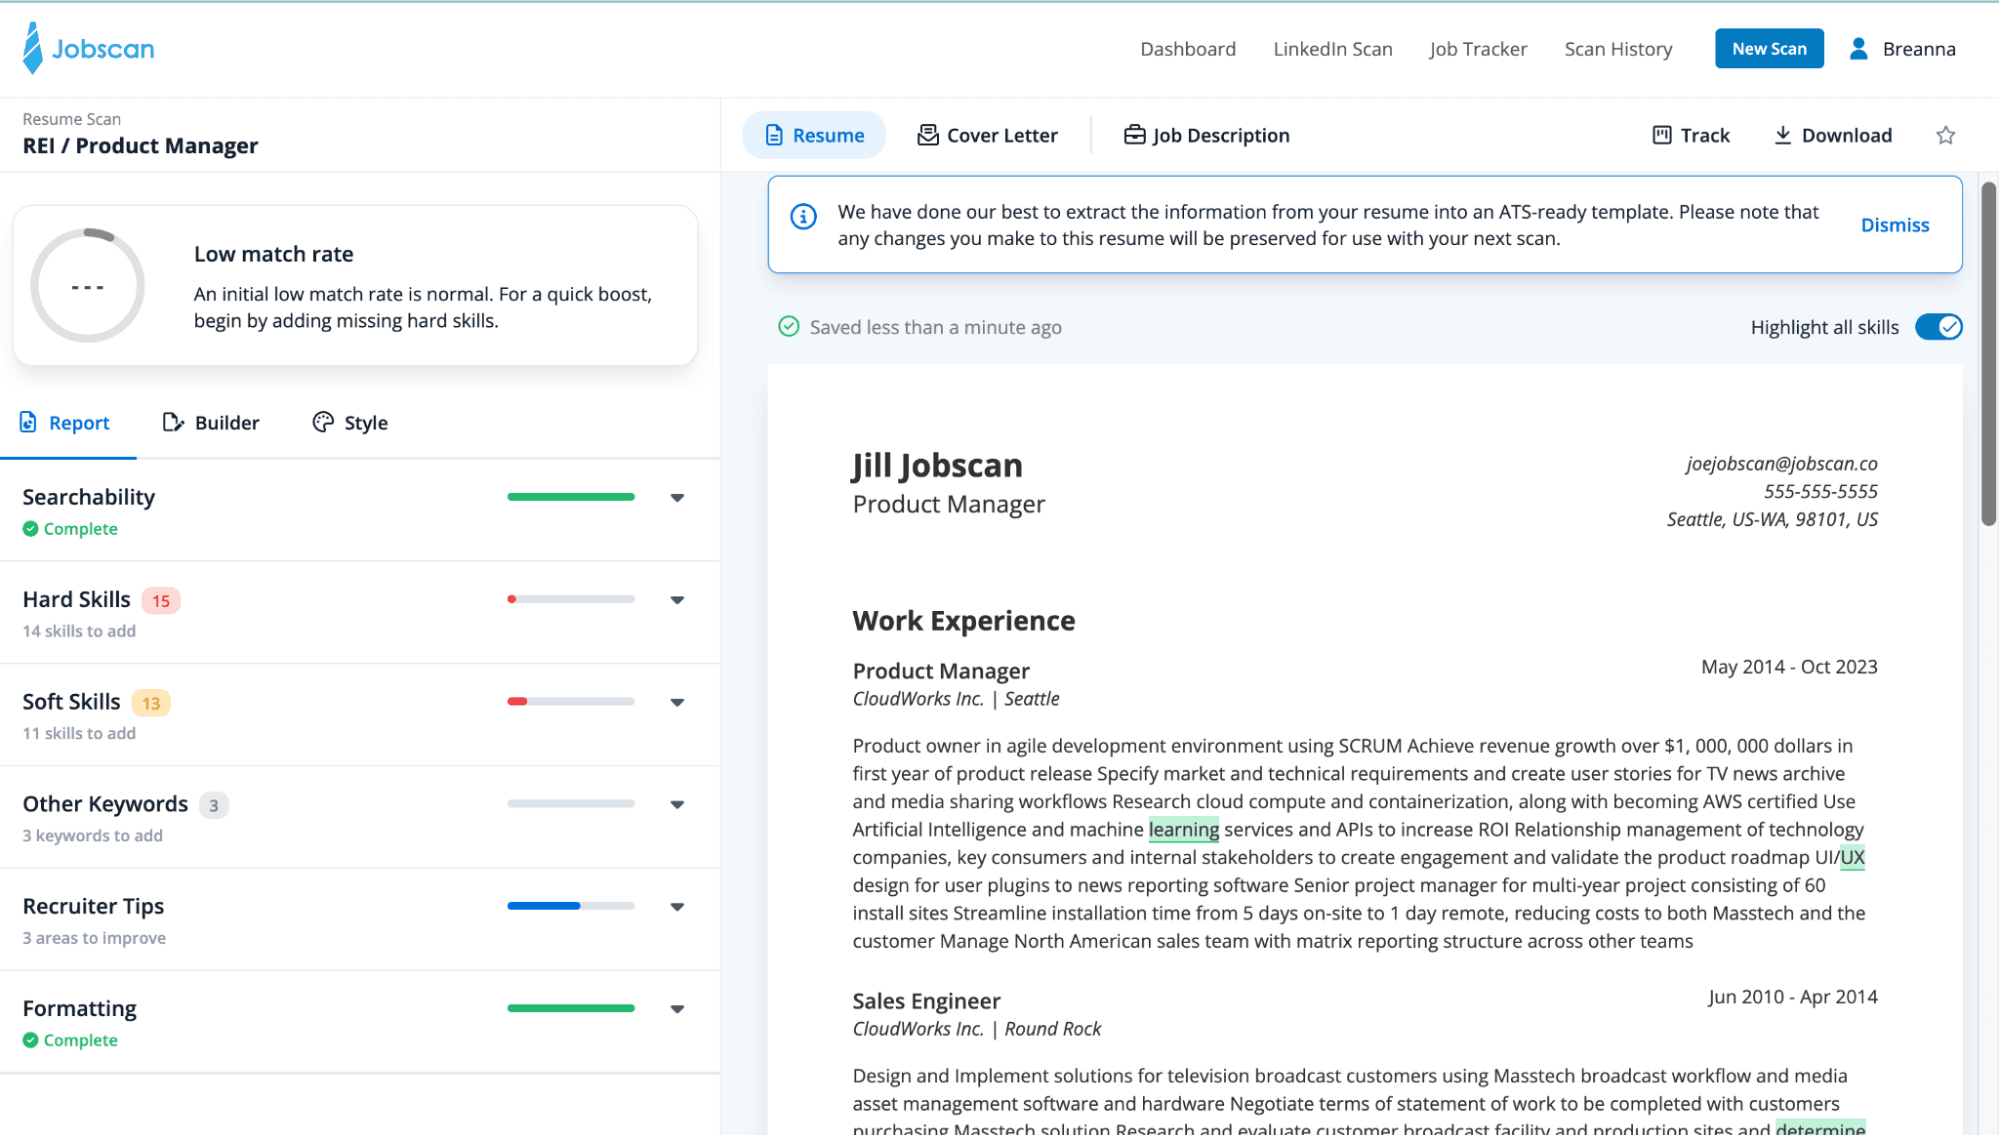 Jobscan
Dashboard
LinkedIn Scan
Job Tracker
Scan History
New Scan
Breanna
Resume Scan
REI / Product Manager
Resume
Cover Letter
Job Description
Track
Download
---
Low match rate
An initial low match rate is normal. For a quick boost,
begin by adding missing hard skills.
Report
Builder
Style
Searchability
Complete
Hard Skills 15
14 skills to add
Soft Skills 13
11 skills to add
Other Keywords 3
3 keywords to add
Recruiter Tips
3 areas to improve
Formatting
Complete
We have done our best to extract the information from your resume into an ATS-ready template. Please note that
any changes you make to this resume will be preserved for use with your next scan.
Dismiss
Saved less than a minute ago
Highlight all skills
Jill Jobscan
Product Manager
joejobscan@jobscan.co
555-555-5555
Seattle, US-WA, 98101, US
Work Experience
Product Manager
May 2014 - Oct 2023
CloudWorks Inc. | Seattle
Product owner in agile development environment using SCRUM Achieve revenue growth over $1, 000, 000 dollars in
first year of product release Specify market and technical requirements and create user stories for TV news archive
and media sharing workflows Research cloud compute and containerization, along with becoming AWS certified Use
Artificial Intelligence and machine learning services and APIs to increase ROI Relationship management of technology
companies, key consumers and internal stakeholders to create engagement and validate the product roadmap UI/UX
design for user plugins to news reporting software Senior project manager for multi-year project consisting of 60
install sites Streamline installation time from 5 days on-site to 1 day remote, reducing costs to both Masstech and the
customer Manage North American sales team with matrix reporting structure across other teams
Sales Engineer
Jun 2010 - Apr 2014
CloudWorks Inc. | Round Rock
Design and Implement solutions for television broadcast customers using Masstech broadcast workflow and media
asset management software and hardware Negotiate terms of statement of work to be completed with customers
purchasing Masstech solution Research and evaluate customer broadcast facility and production sites and determine